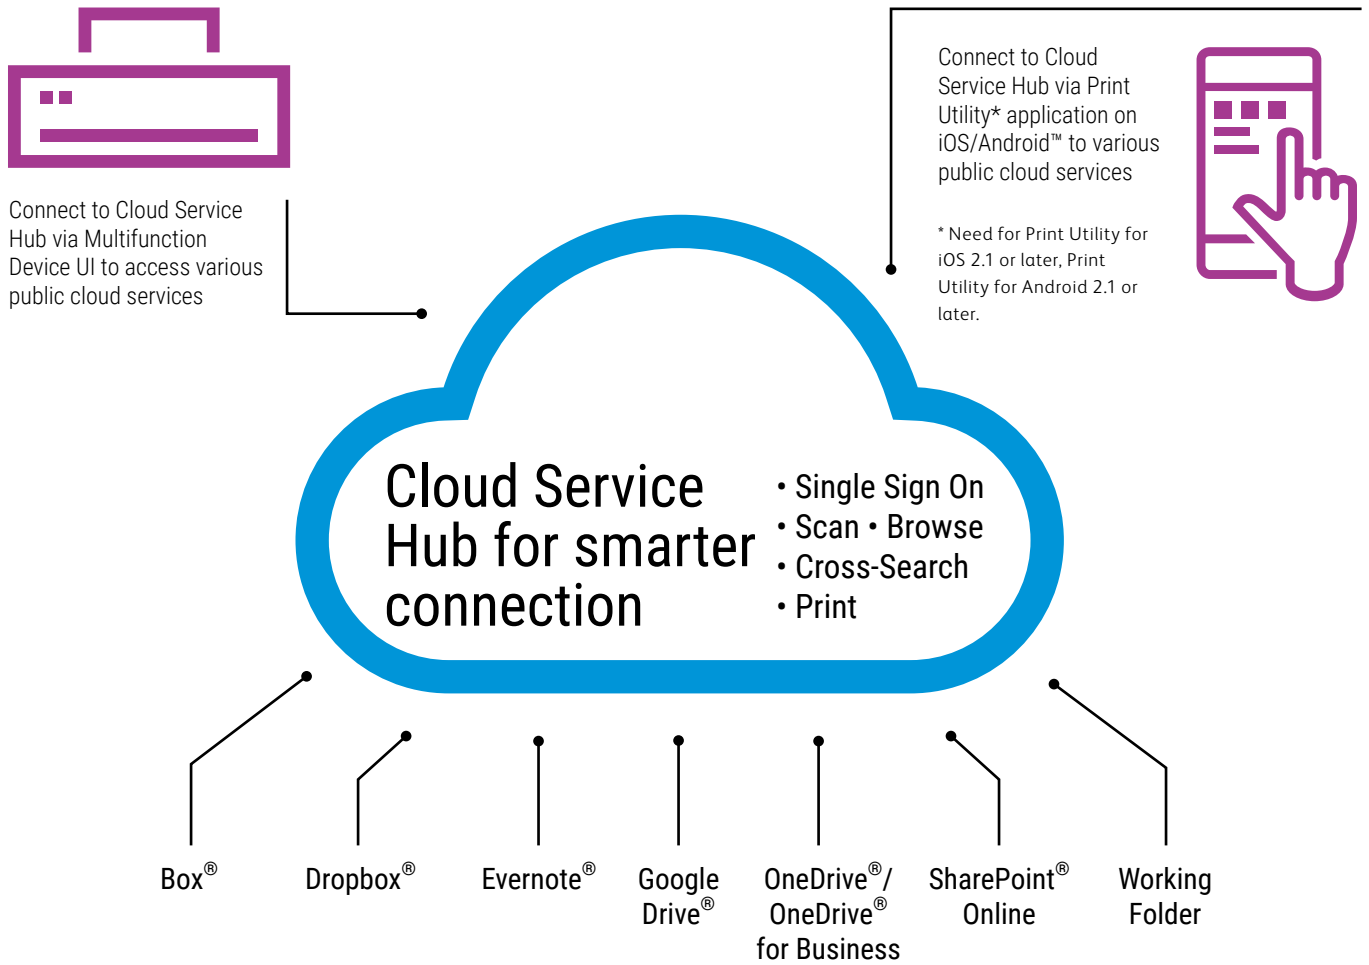 Connect to Cloud Service
Hub via Multifunction
Device UI to access various
public cloud services
Connect to Cloud
Service Hub via Print
Utility* application on
iOS/Android™ to various
public cloud services
* Need for Print Utility for
iOS 2.1 or later, Print
Utility for Android 2.1 or
later.
Cloud Service
Hub for smarter
connection
• Single Sign On
• Scan • Browse
• Cross-Search
• Print
Box®
Dropbox®
Evernote®
Google
Drive®
OneDrive®/
OneDrive®
for Business
SharePoint®
Online
Working
Folder